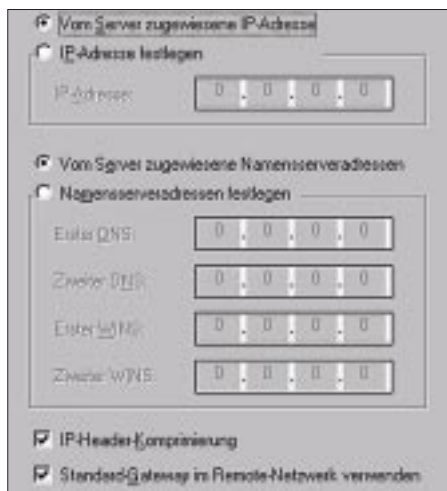 Vom Server zugewiesene IP-Adresse
IP-Adresse festlegen
IP-Adresse: 0 . 0 . 0 . 0
Vom Server zugewiesene Namensserveradressen
Namensserveradressen festlegen
Erster DNS: 0 . 0 . 0 . 0
Zweiter DNS: 0 . 0 . 0 . 0
Erster WINS: 0 . 0 . 0 . 0
Zweiter WINS: 0 . 0 . 0 . 0
IP-Header-Komprimierung
Standard-Gateway im Remote-Netzwerk verwenden